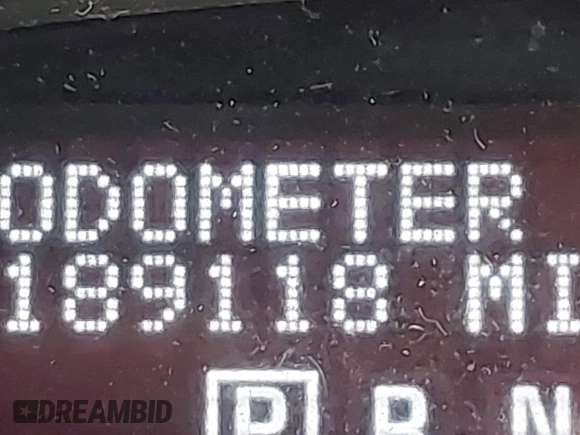 ODOMETER
189118 MI
P R N
DREAMBID